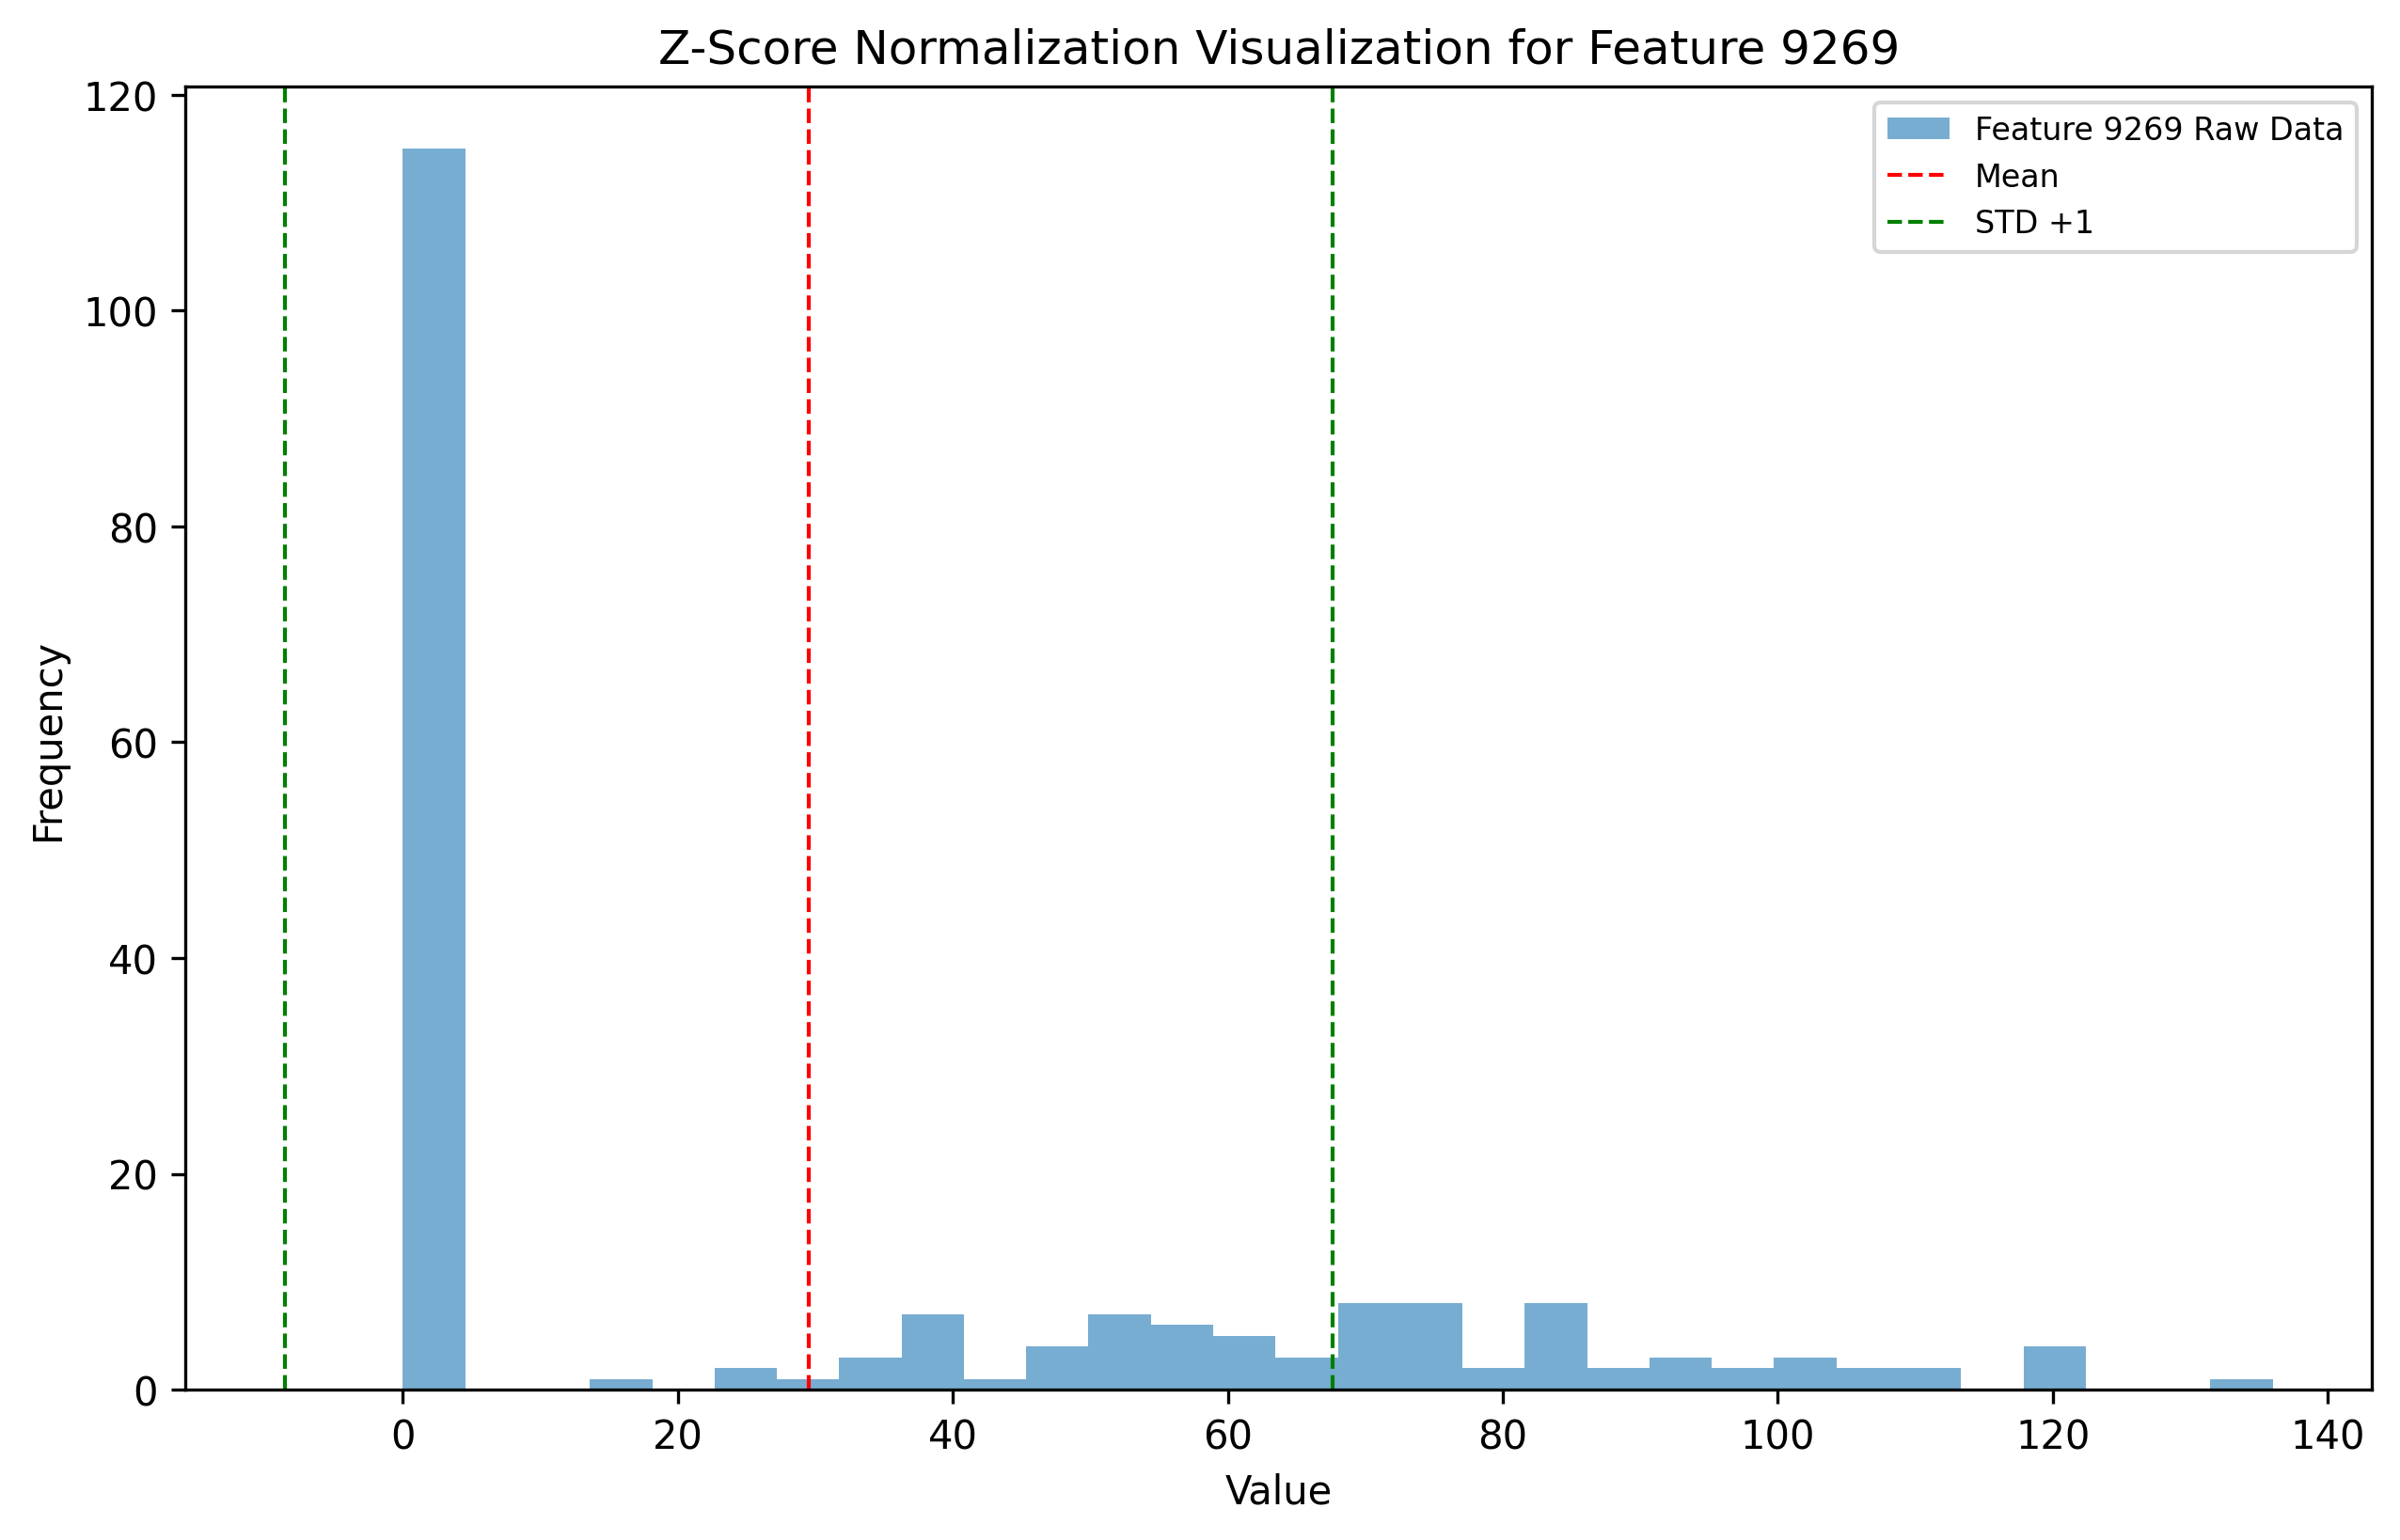 Z-Score Normalization Visualization for Feature 9269
Feature 9269 Raw Data
Mean
STD +1
120
100
80
60
40
20
0
Frequency
0 20 40 60 80 100 120 140
Value